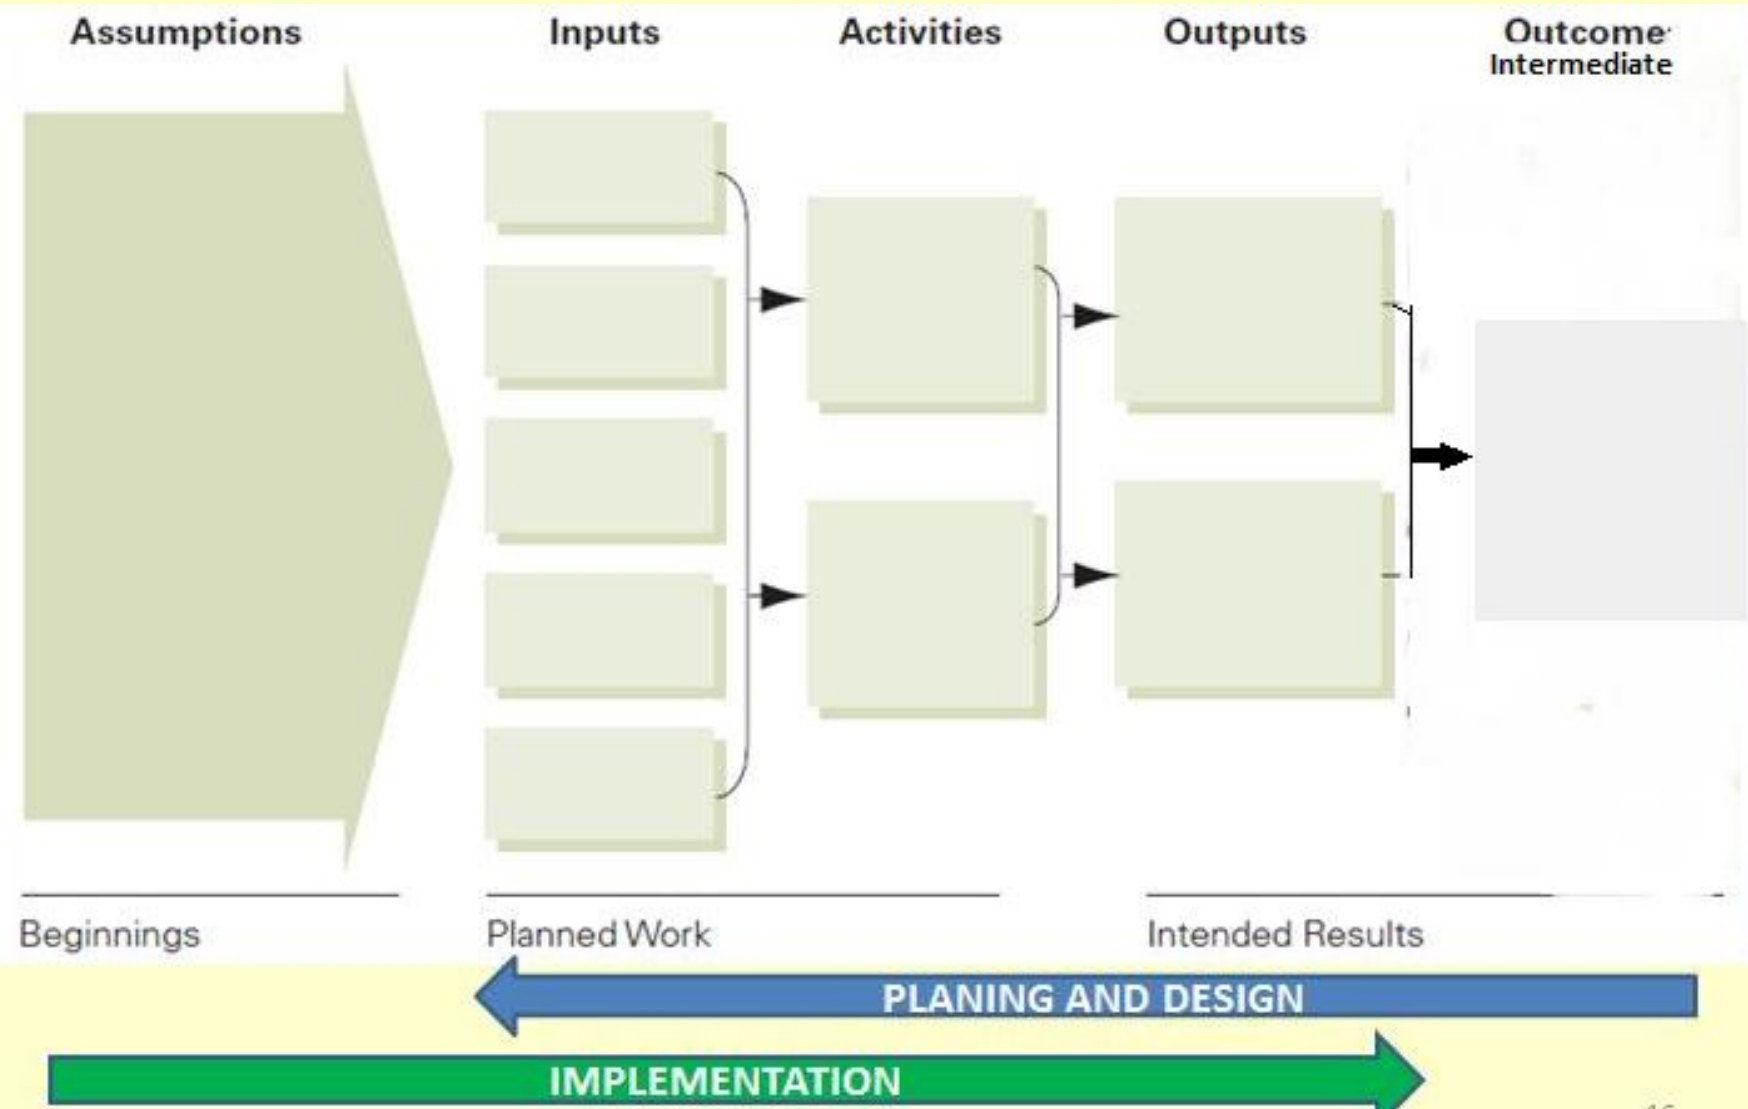 Assumptions Inputs Activities Outputs Outcome
Intermediate
Beginnings Planned Work Intended Results
PLANING AND DESIGN
IMPLEMENTATION